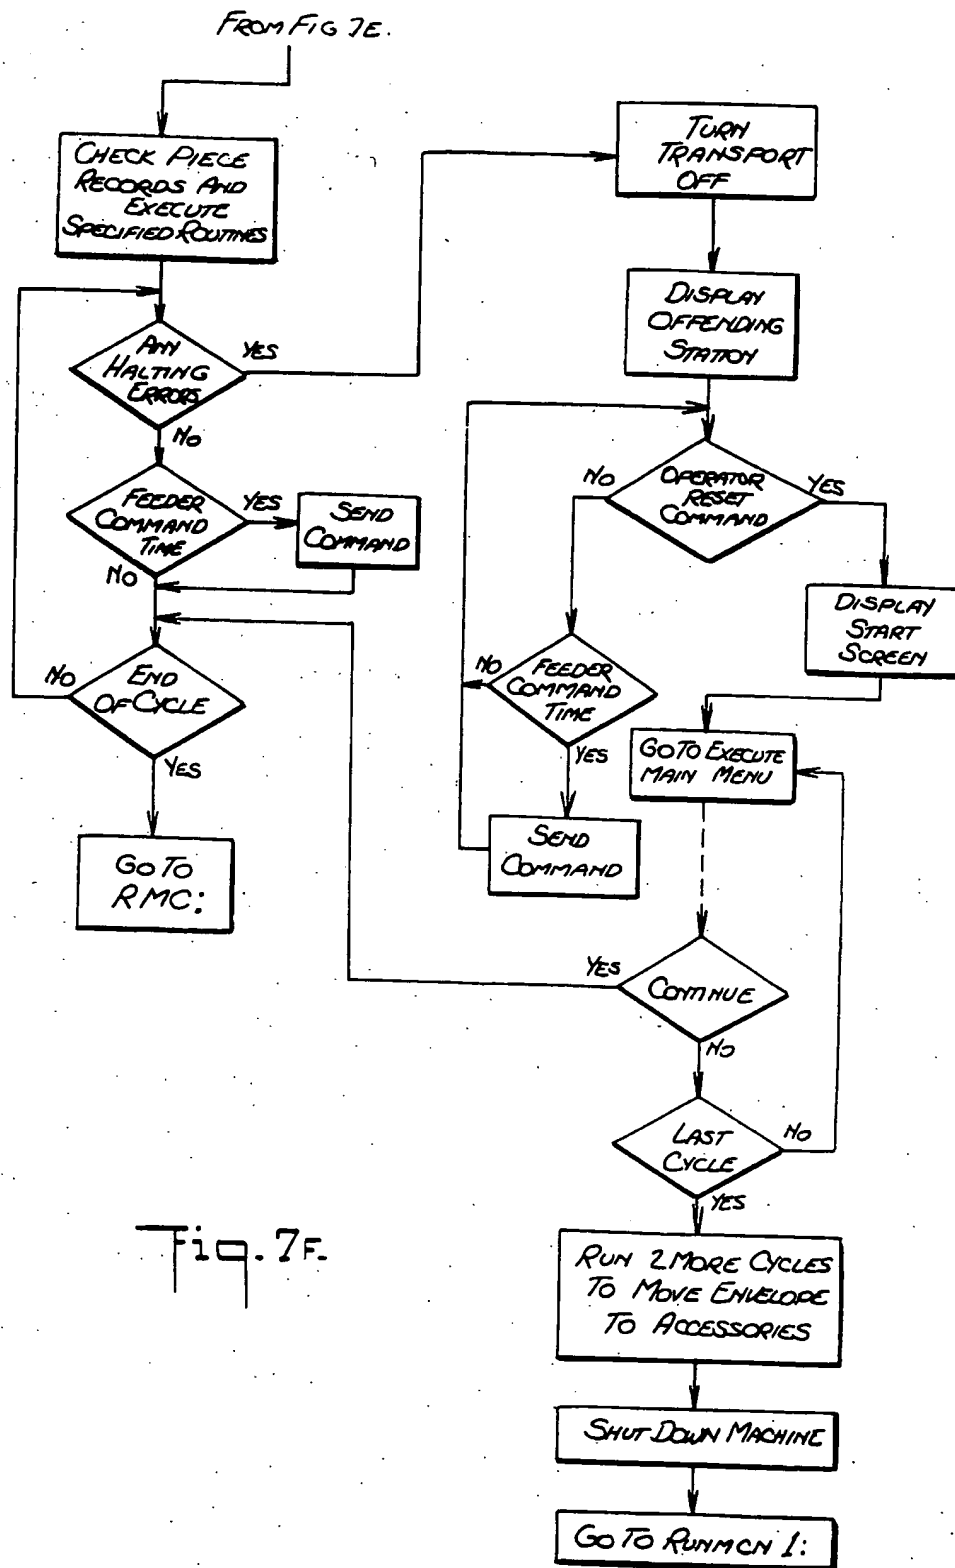 FROM FIG 7E.
CHECK PIECE
RECORDS AND
EXECUTE
SPECIFIED ROUTINES
ANY
HALTING
ERRORS
YES
NO
FEEDER
COMMAND
TIME
YES
NO
SEND
COMMAND
END
OF CYCLE
NO
YES
GO TO
RMC:
TURN
TRANSPORT
OFF
DISPLAY
OFFENDING
STATION
OPERATOR
RESET
COMMAND
NO
YES
FEEDER
COMMAND
TIME
NO
YES
SEND
COMMAND
DISPLAY
START
SCREEN
GO TO EXECUTE
MAIN MENU
CONTINUE
YES
NO
LAST
CYCLE
NO
YES
RUN 2 MORE CYCLES
TO MOVE ENVELOPE
TO ACCESSORIES
SHUT DOWN MACHINE
GO TO RUNMCN 1:
Fig. 7F.